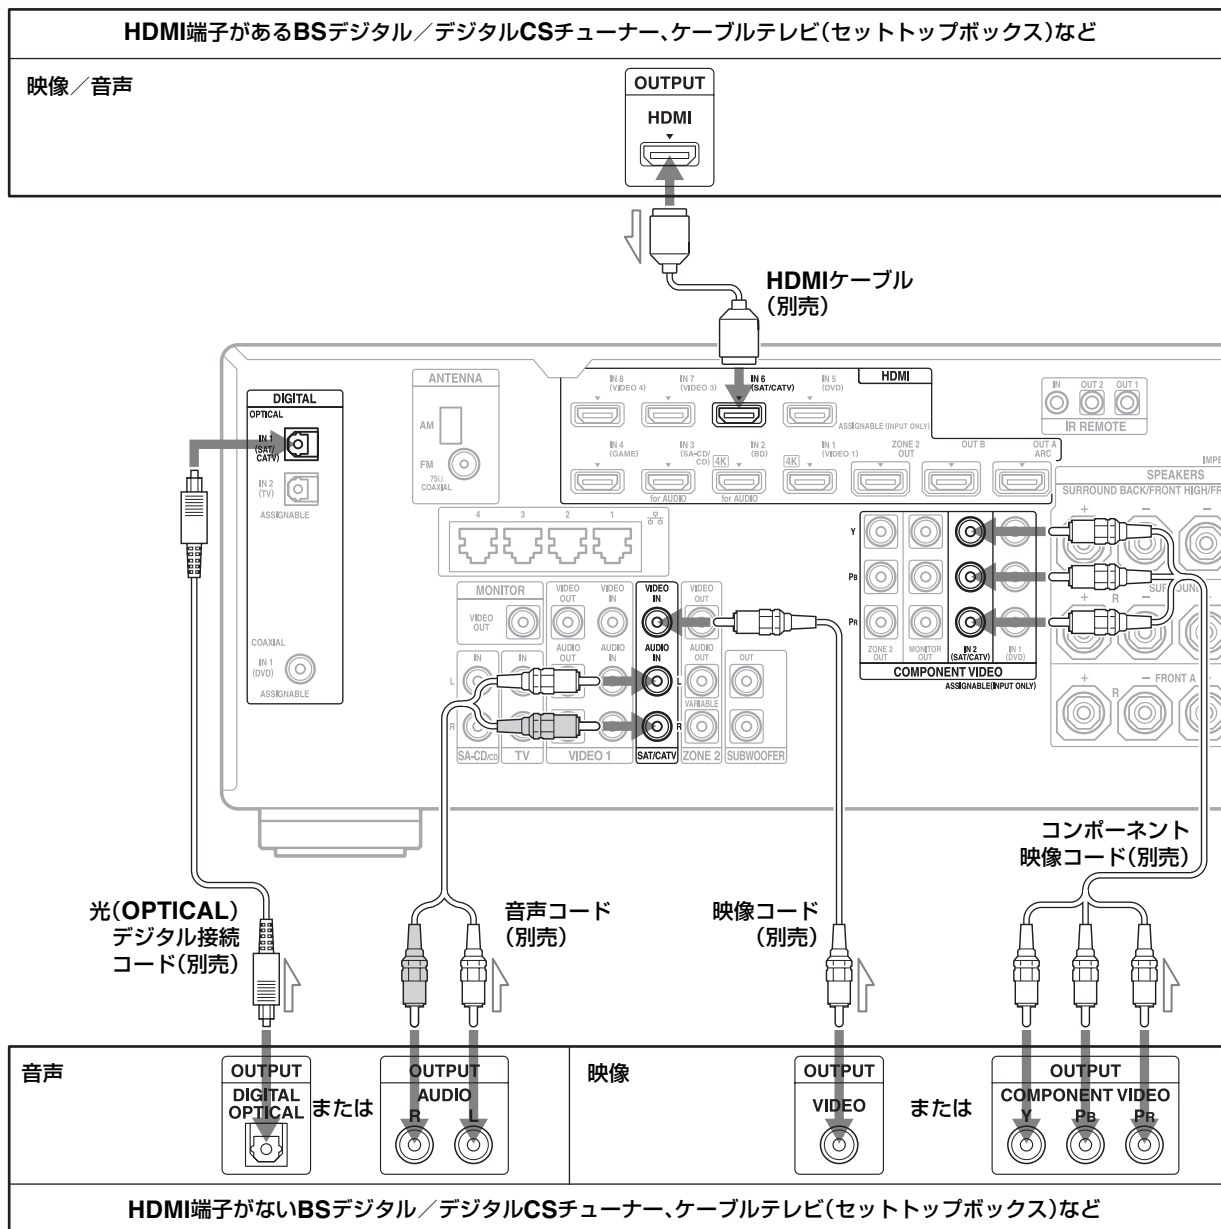 HDMI端子があるBSデジタル／デジタルCSチューナー、ケーブルテレビ（セットトップボックス）など
映像／音声
OUTPUT
HDMI
HDMIケーブル
（別売）
DIGITAL
OPTICAL
IN 1
(SAT/
CATV)
IN 2
(TV)
ASSIGNABLE
COAXIAL
IN 1
(DVD)
ASSIGNABLE
ANTENNA
AM
FM
75Ω
COAXIAL
HDMI
IN 8
(VIDEO 4)
IN 7
(VIDEO 3)
IN 6
(SAT/CATV)
IN 5
(DVD)
ASSIGNABLE (INPUT ONLY)
IN 4
(GAME)
IN 3
(SA-CD/
CD)
for AUDIO
IN 2
(BD)
4K
for AUDIO
IN 1
(VIDEO 1)
4K
ZONE 2
OUT
OUT B
OUT A
ARC
IN
OUT 2
OUT 1
IR REMOTE
IMPE
SPEAKERS
SURROUND BACK/FRONT HIGH/FR
+ − −
+ R − SURROUND
+ R − FRONT A − +
4 3 2 1
MONITOR
VIDEO
OUT
VIDEO
OUT
VIDEO
IN
VIDEO
IN
VIDEO
OUT
IN
IN
AUDIO
OUT
AUDIO
IN
AUDIO
IN
AUDIO
OUT
OUT
L
L
VARIABLE
R
R
SA-CD/CD
TV
VIDEO 1
SAT/CATV
ZONE 2
SUBWOOFER
Y
PB
PR
ZONE 2
OUT
MONITOR
OUT
IN 2
(SAT/CATV)
IN 1
(DVD)
COMPONENT VIDEO
ASSIGNABLE(INPUT ONLY)
光（OPTICAL）
デジタル接続
コード（別売）
音声コード
（別売）
映像コード
（別売）
コンポーネント
映像コード（別売）
音声
OUTPUT
DIGITAL
OPTICAL
または
OUTPUT
AUDIO
R L
映像
OUTPUT
VIDEO
または
OUTPUT
COMPONENT VIDEO
Y PB PR
HDMI端子がないBSデジタル／デジタルCSチューナー、ケーブルテレビ（セットトップボックス）など